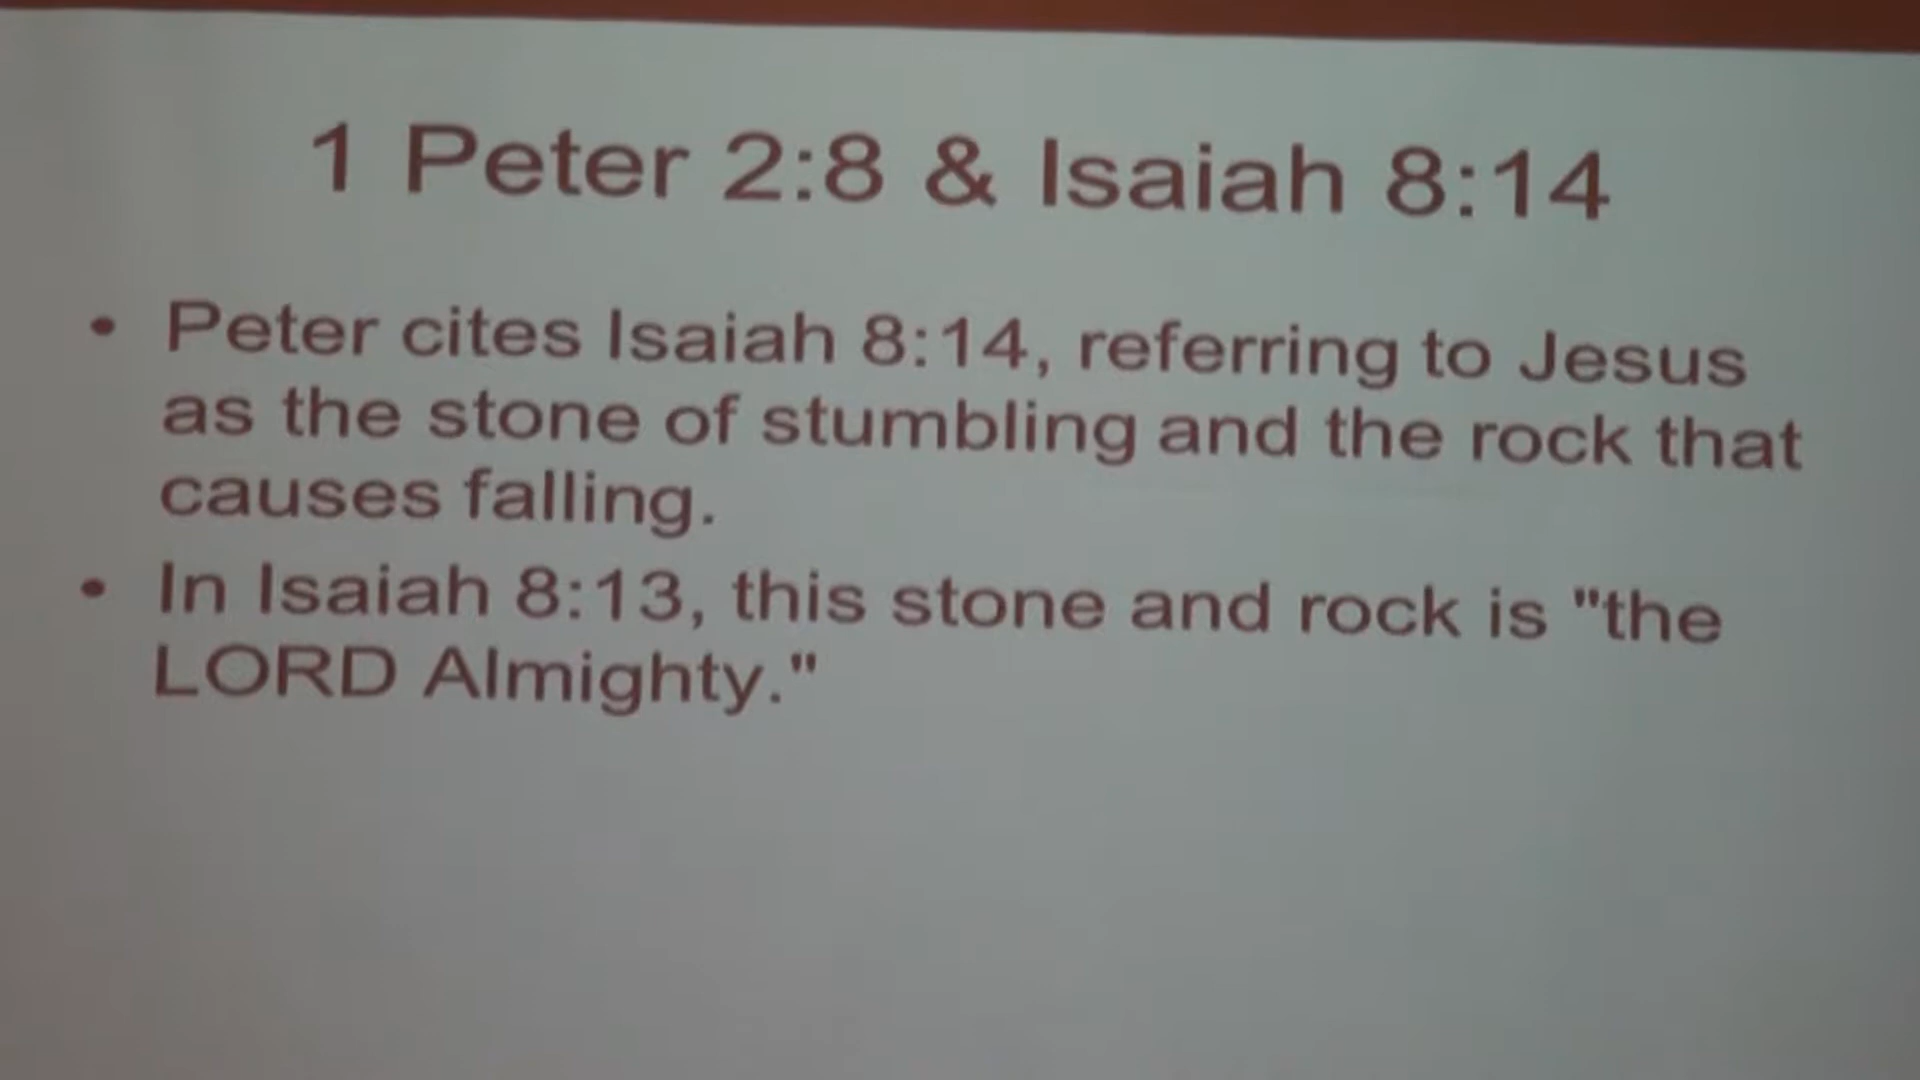 1 Peter 2:8 & Isaiah 8:14
• Peter cites Isaiah 8:14, referring to Jesus
as the stone of stumbling and the rock that
causes falling.
• In Isaiah 8:13, this stone and rock is "the
LORD Almighty."